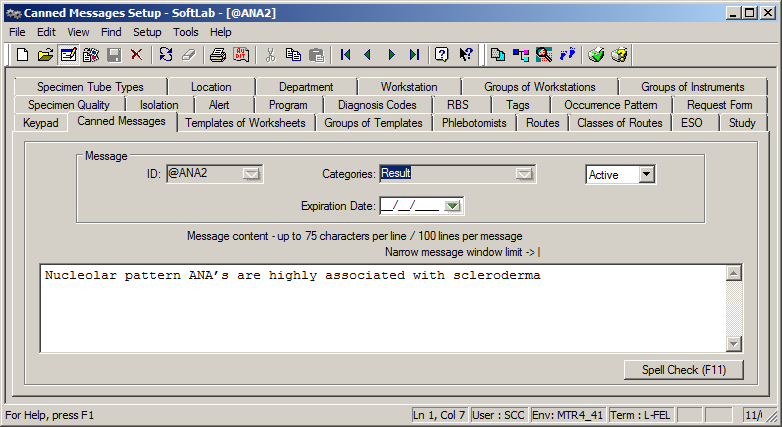 Canned Messages Setup - SoftLab - [@ANA2]
File Edit View Find Setup Tools Help
AU DIT
Specimen Tube Types Location Department Workstation Groups of Workstations Groups of Instruments
Specimen Quality Isolation Alert Program Diagnosis Codes RBS Tags Occurrence Pattern Request Form
Keypad Canned Messages Templates of Worksheets Groups of Templates Phlebotomists Routes Classes of Routes ESO Study
Message
ID: @ANA2 Categories: Result Active
Expiration Date: __/__/____
Message content - up to 75 characters per line / 100 lines per message
Narrow message window limit -> |
Nucleolar pattern ANA's are highly associated with scleroderma
Spell Check (F11)
For Help, press F1 Ln 1, Col 7 User : SCC Env: MTR4_41 Term : L-FEL